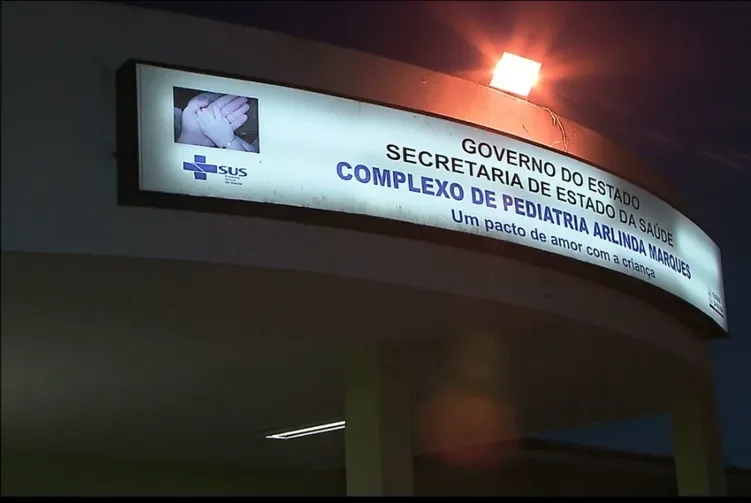 GOVERNO DO ESTADO
SECRETARIA DE ESTADO DA SAÚDE
COMPLEXO DE PEDIATRIA ARLINDA MARQUES
Um pacto de amor com a criança
SUS